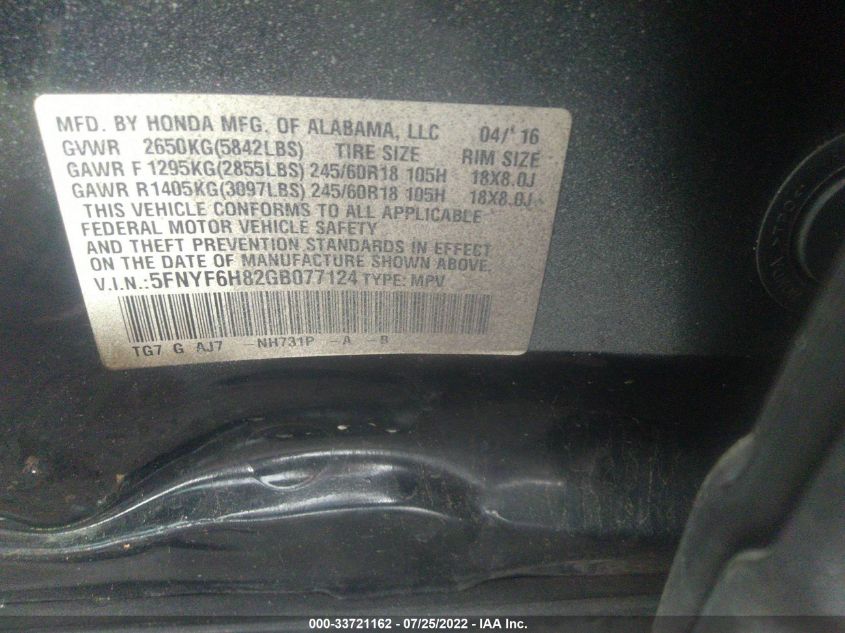 MFD. BY HONDA MFG. OF ALABAMA, LLC 04/'16
GVWR 2650KG(5842LBS) TIRE SIZE RIM SIZE
GAWR F 1295KG(2855LBS) 245/60R18 105H 18X8.0J
GAWR R1405KG(3097LBS) 245/60R18 105H 18X8.0J
THIS VEHICLE CONFORMS TO ALL APPLICABLE
FEDERAL MOTOR VEHICLE SAFETY
AND THEFT PREVENTION STANDARDS IN EFFECT
ON THE DATE OF MANUFACTURE SHOWN ABOVE.
V.I.N.:5FNYF6H82GB077124 TYPE: MPV
TG7 G AJ7 -NH731P -A -B
000-33721162 - 07/25/2022 - IAA Inc.